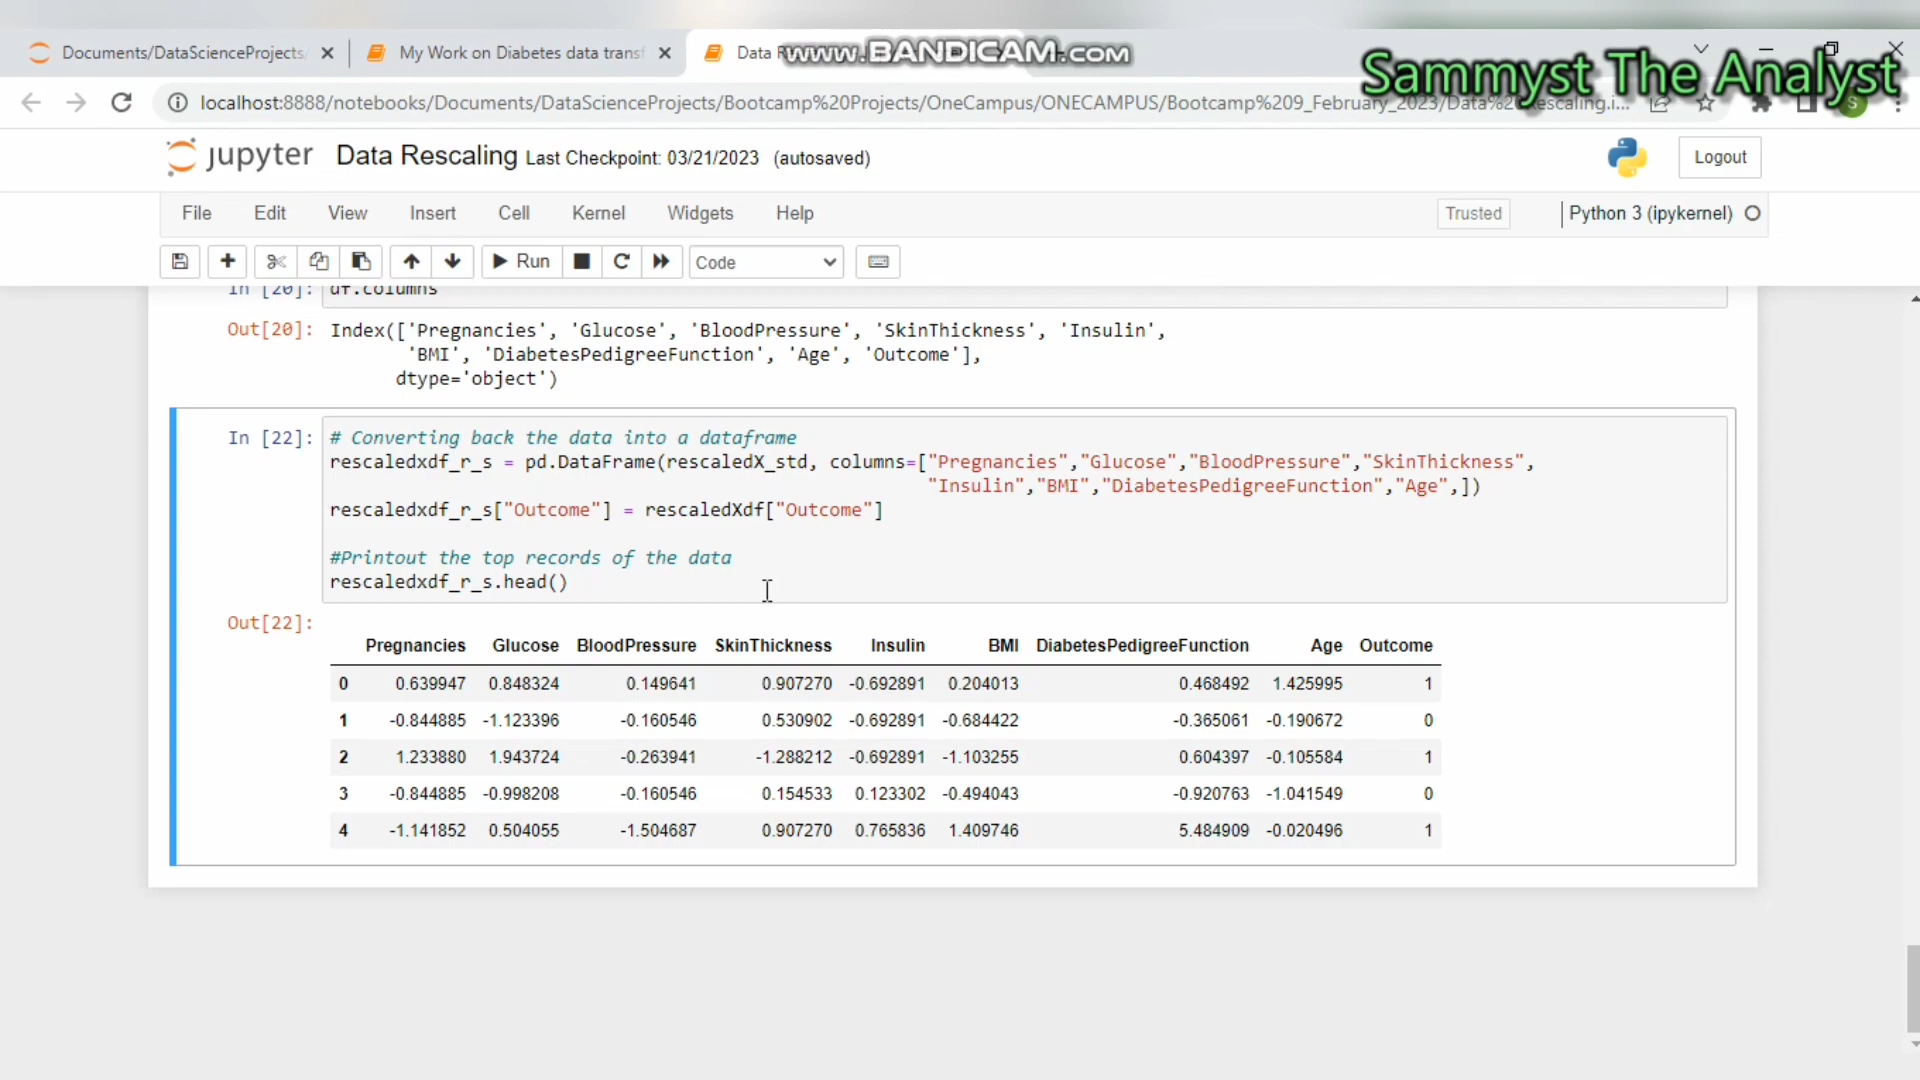 Documents/DataScienceProjects/
My Work on Diabetes data transf
Data R
www.BANDICAM.com
Sammyst The Analyst
localhost:8888/notebooks/Documents/DataScienceProjects/Bootcamp%20Projects/OneCampus/ONECAMPUS/Bootcamp%209_February_2023/Data%20Rescaling.i...
S
jupyter Data Rescaling Last Checkpoint: 03/21/2023 (autosaved)
Logout
File Edit View Insert Cell Kernel Widgets Help
Trusted
Python 3 (ipykernel)
Run
Code
In [20]: df.columns
Out[20]: Index(['Pregnancies', 'Glucose', 'BloodPressure', 'SkinThickness', 'Insulin',
'BMI', 'DiabetesPedigreeFunction', 'Age', 'Outcome'],
dtype='object')
In [22]: # Converting back the data into a dataframe
rescaledxdf_r_s = pd.DataFrame(rescaledX_std, columns=["Pregnancies","Glucose","BloodPressure","SkinThickness",
"Insulin","BMI","DiabetesPedigreeFunction","Age",])
rescaledxdf_r_s["Outcome"] = rescaledXdf["Outcome"]
#Printout the top records of the data
rescaledxdf_r_s.head()
Out[22]:
Pregnancies Glucose BloodPressure SkinThickness Insulin BMI DiabetesPedigreeFunction Age Outcome
0 0.639947 0.848324 0.149641 0.907270 -0.692891 0.204013 0.468492 1.425995 1
1 -0.844885 -1.123396 -0.160546 0.530902 -0.692891 -0.684422 -0.365061 -0.190672 0
2 1.233880 1.943724 -0.263941 -1.288212 -0.692891 -1.103255 0.604397 -0.105584 1
3 -0.844885 -0.998208 -0.160546 0.154533 0.123302 -0.494043 -0.920763 -1.041549 0
4 -1.141852 0.504055 -1.504687 0.907270 0.765836 1.409746 5.484909 -0.020496 1